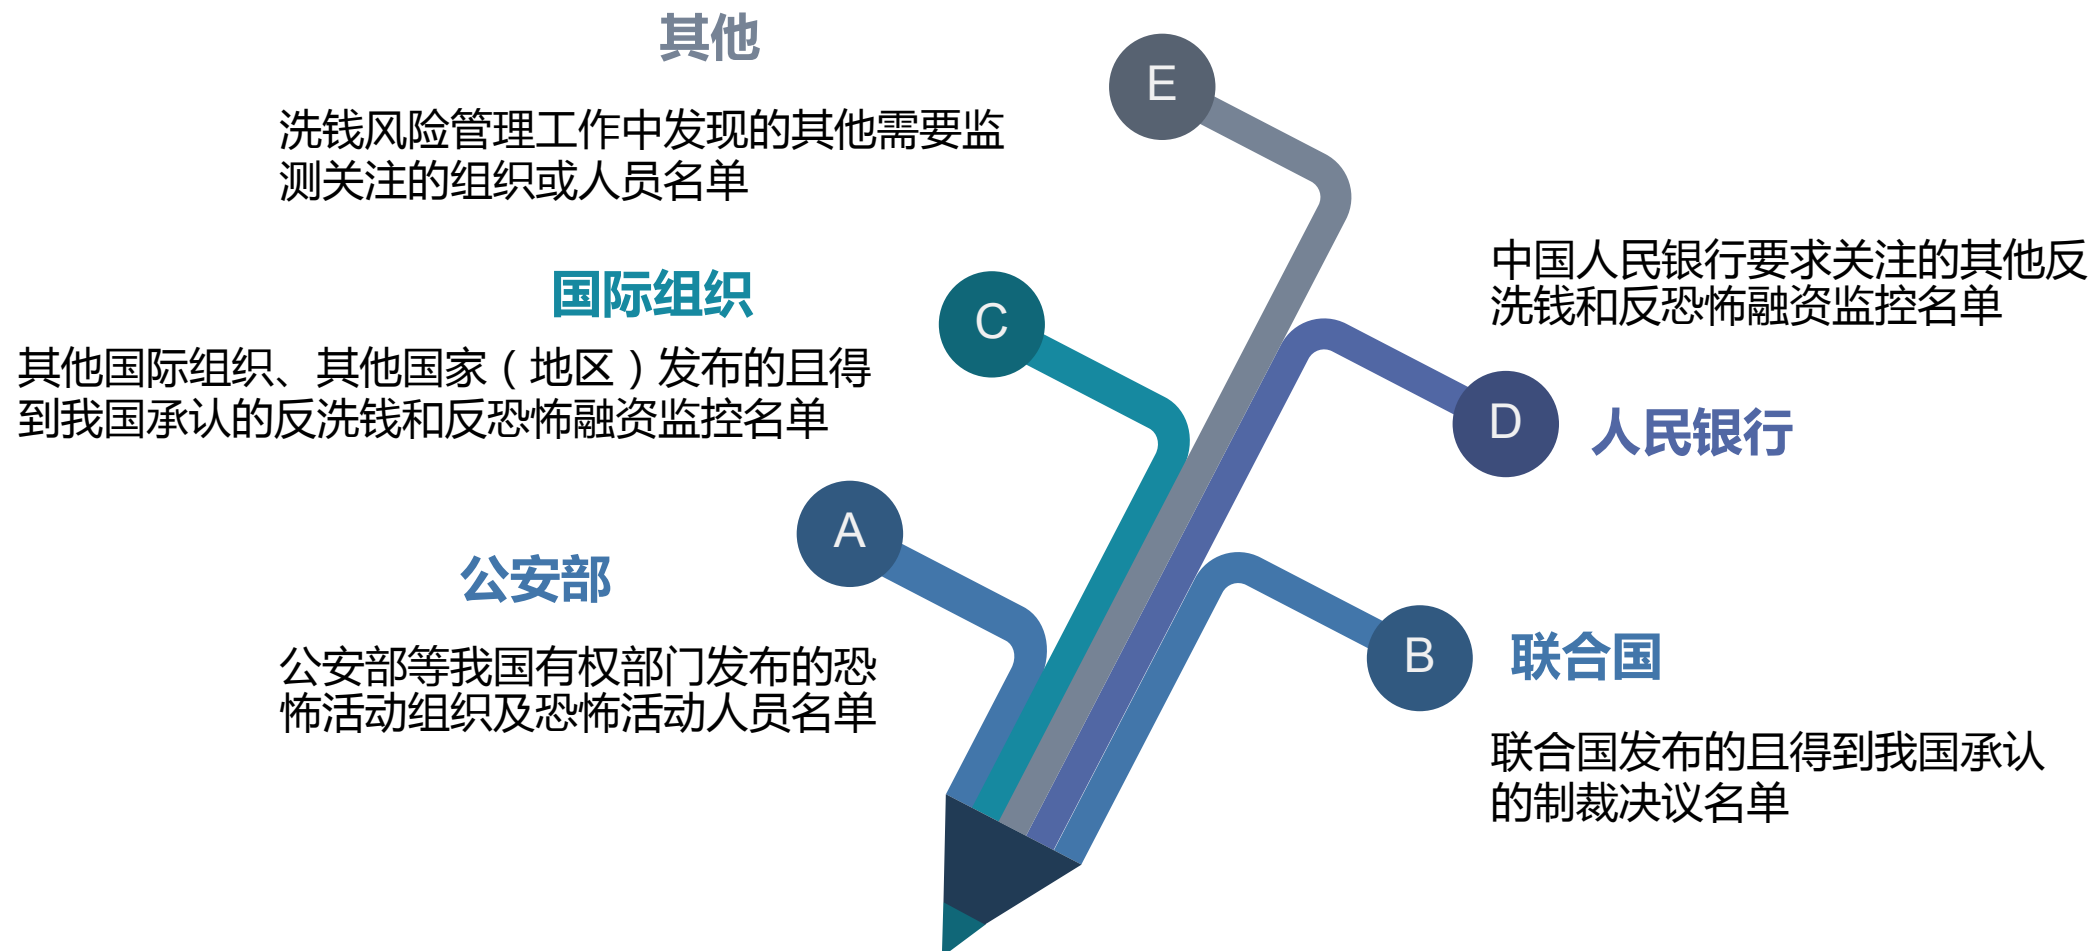 其他
E
洗钱风险管理工作中发现的其他需要监
测关注的组织或人员名单
国际组织
C
其他国际组织、其他国家（地区）发布的且得
到我国承认的反洗钱和反恐怖融资监控名单
中国人民银行要求关注的其他反
洗钱和反恐怖融资监控名单
D
人民银行
A
公安部
公安部等我国有权部门发布的恐
怖活动组织及恐怖活动人员名单
B
联合国
联合国发布的且得到我国承认
的制裁决议名单